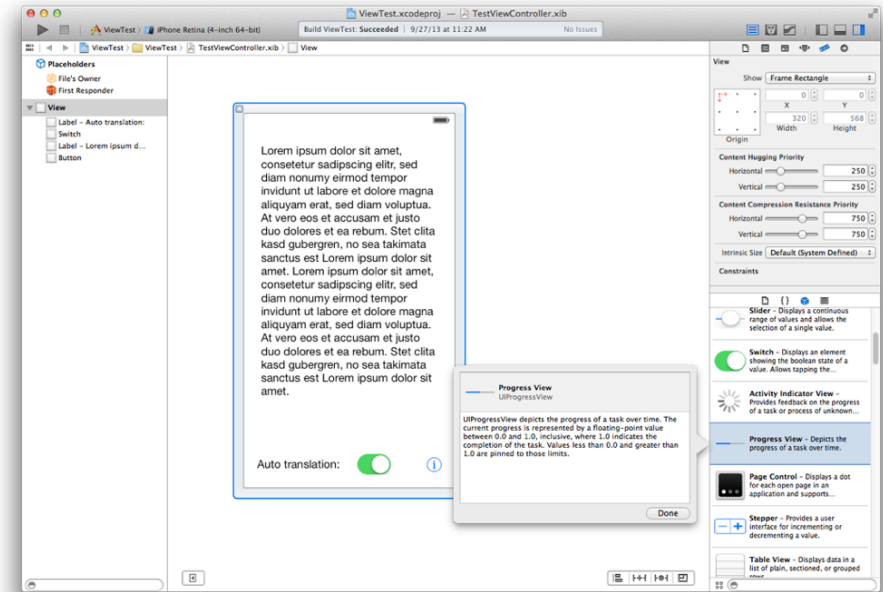 ViewTest.xcodeproj — TestViewController.xib
ViewTest iPhone Retina (4-inch 64-bit)
Build ViewTest: Succeeded | 9/27/13 at 11:22 AM
No Issues
ViewTest ViewTest TestViewController.xib View
Placeholders
File's Owner
First Responder
View
Label - Auto translation:
Switch
Label - Lorem ipsum d...
Button
Lorem ipsum dolor sit amet,
consetetur sadipscing elitr, sed
diam nonumy eirmod tempor
invidunt ut labore et dolore magna
aliquyam erat, sed diam voluptua.
At vero eos et accusam et justo
duo dolores et ea rebum. Stet clita
kasd gubergren, no sea takimata
sanctus est Lorem ipsum dolor sit
amet. Lorem ipsum dolor sit amet,
consetetur sadipscing elitr, sed
diam nonumy eirmod tempor
invidunt ut labore et dolore magna
aliquyam erat, sed diam voluptua.
At vero eos et accusam et justo
duo dolores et ea rebum. Stet clita
kasd gubergren, no sea takimata
sanctus est Lorem ipsum dolor sit
amet.
Auto translation:
Progress View
UIProgressView
UIProgressView depicts the progress of a task over time. The
current progress is represented by a floating-point value
between 0.0 and 1.0, inclusive, where 1.0 indicates the
completion of the task. Values less than 0.0 and greater than
1.0 are pinned to those limits.
Done
View
Show Frame Rectangle
0 0
X Y
320 568
Width Height
Origin
Content Hugging Priority
Horizontal 250
Vertical 250
Content Compression Resistance Priority
Horizontal 750
Vertical 750
Intrinsic Size Default (System Defined)
Constraints
{}
Slider - Displays a continuous
range of values and allows the
selection of a single value.
Switch - Displays an element
showing the boolean state of a
value. Allows tapping the...
Activity Indicator View -
Provides feedback on the progress
of a task or process of unknown...
Progress View - Depicts the
progress of a task over time.
Page Control - Displays a dot
for each open page in an
application and supports...
Stepper - Provides a user
interface for incrementing or
decrementing a value.
Table View - Displays data in a
list of plain, sectioned, or grouped